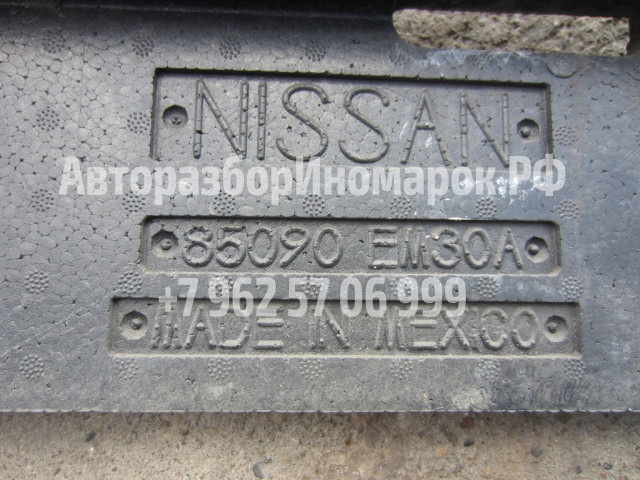 NISSAN
АвторазборИномарок.РФ
85090 EM30A
+7 962 57 06 999
MADE IN MEXICO